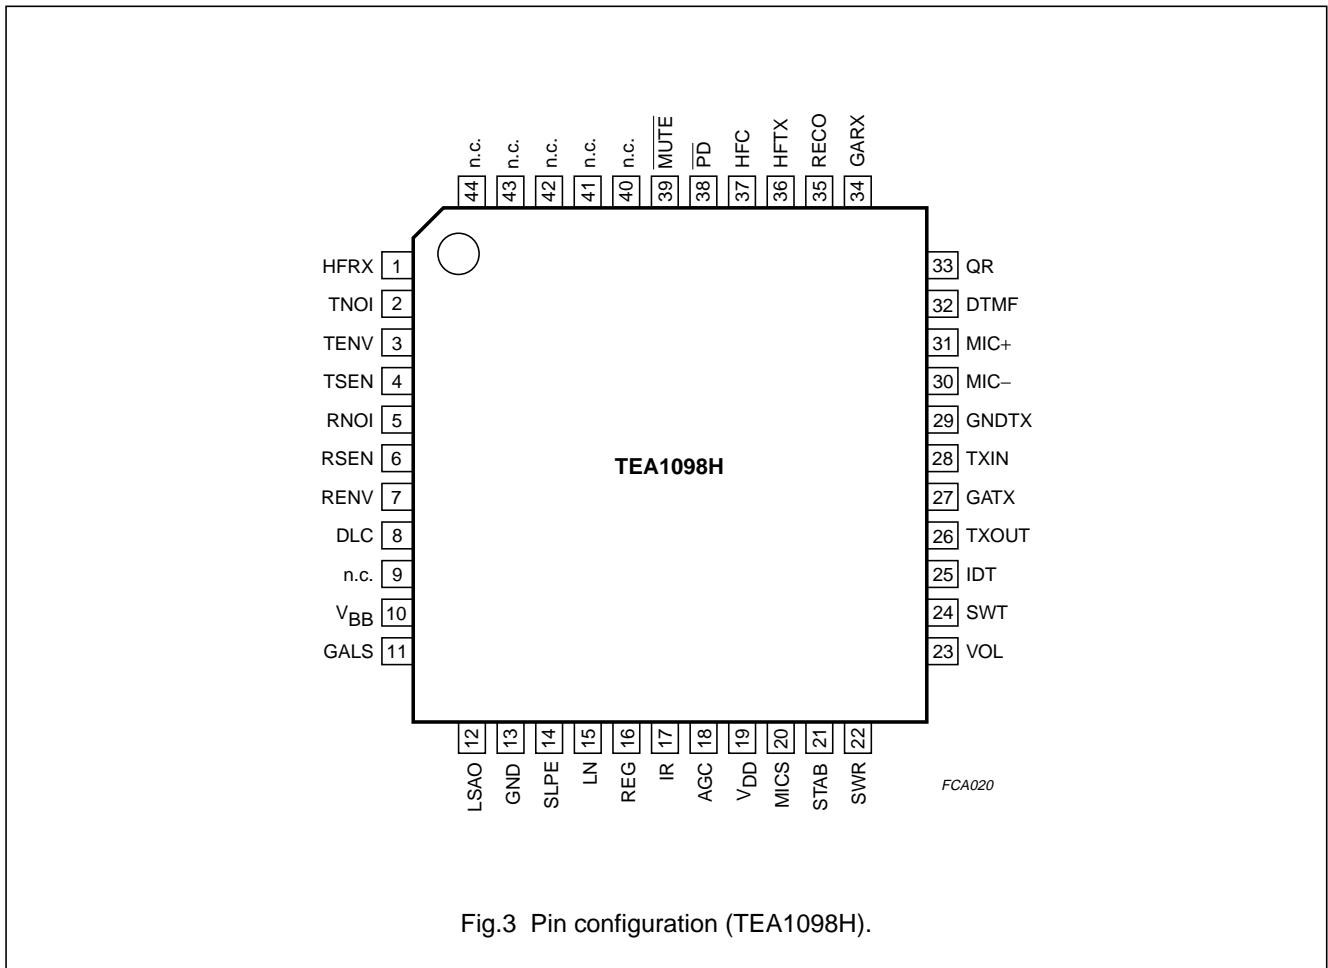 44 n.c.
43 n.c.
42 n.c.
41 n.c.
40 n.c.
39 MUTE
38 PD
37 HFC
36 HFTX
35 RECO
34 GARX
HFRX 1
TNOI 2
TENV 3
TSEN 4
RNOI 5
RSEN 6
RENV 7
DLC 8
n.c. 9
VBB 10
GALS 11
TEA1098H
33 QR
32 DTMF
31 MIC+
30 MIC−
29 GNDTX
28 TXIN
27 GATX
26 TXOUT
25 IDT
24 SWT
23 VOL
LSAO 12
GND 13
SLPE 14
LN 15
REG 16
IR 17
AGC 18
VDD 19
MICS 20
STAB 21
SWR 22
FCA020
Fig.3 Pin configuration (TEA1098H).